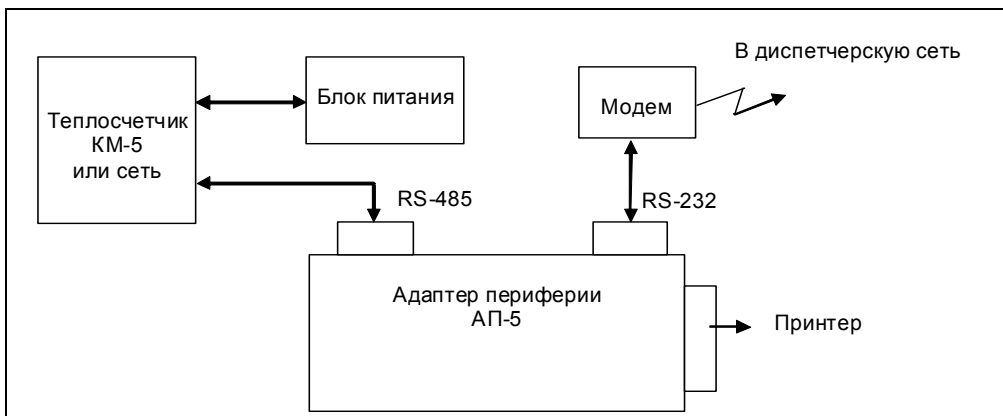 Теплосчетчик
КМ-5
или сеть
Блок питания
Модем
В диспетчерскую сеть
RS-485
RS-232
Адаптер периферии
АП-5
Принтер